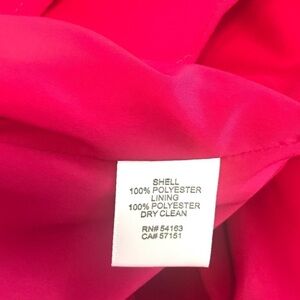 SHELL
100% POLYESTER
LINING
100% POLYESTER
DRY CLEAN
RN# 54163
CA# 57151